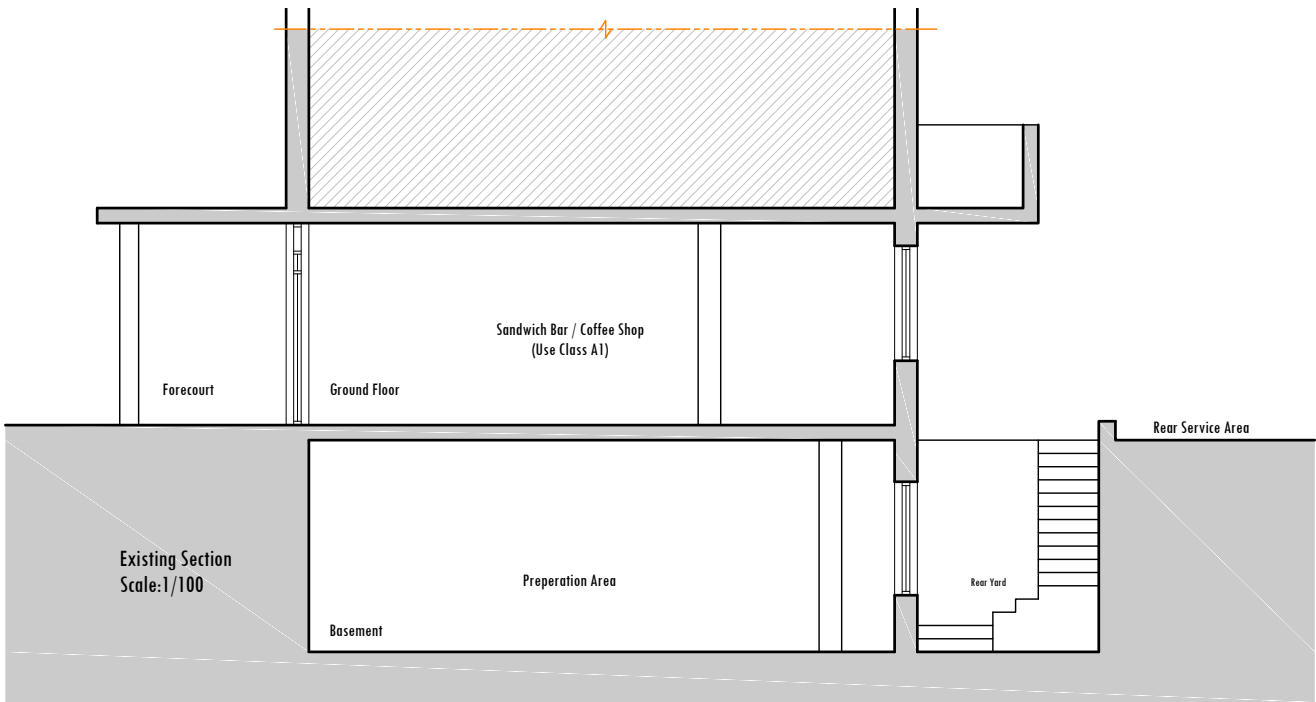 Sandwich Bar / Coffee Shop
(Use Class A1)
Forecourt
Ground Floor
Rear Service Area
Existing Section
Scale:1/100
Preperation Area
Rear Yard
Basement